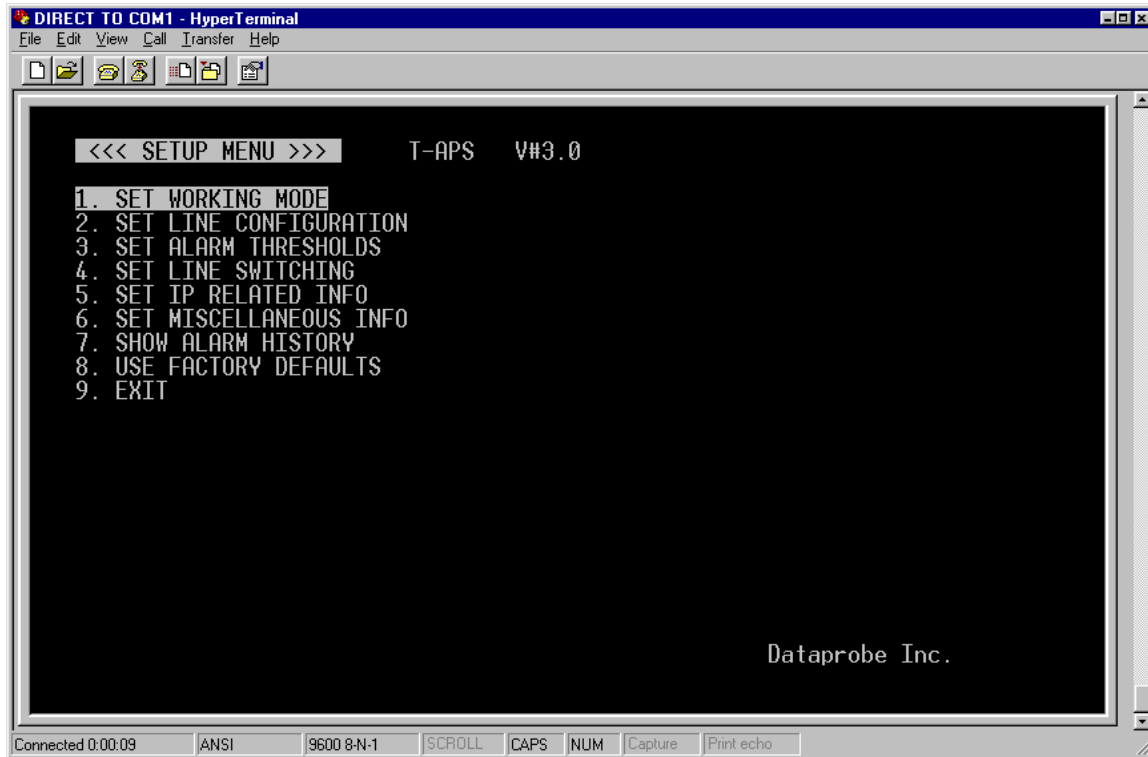 DIRECT TO COM1 - HyperTerminal
File Edit View Call Transfer Help
<<< SETUP MENU >>> T-APS V#3.0
1. SET WORKING MODE
2. SET LINE CONFIGURATION
3. SET ALARM THRESHOLDS
4. SET LINE SWITCHING
5. SET IP RELATED INFO
6. SET MISCELLANEOUS INFO
7. SHOW ALARM HISTORY
8. USE FACTORY DEFAULTS
9. EXIT
Dataprobe Inc.
Connected 0:00:09 ANSI 9600 8-N-1 SCROLL CAPS NUM Capture Print echo